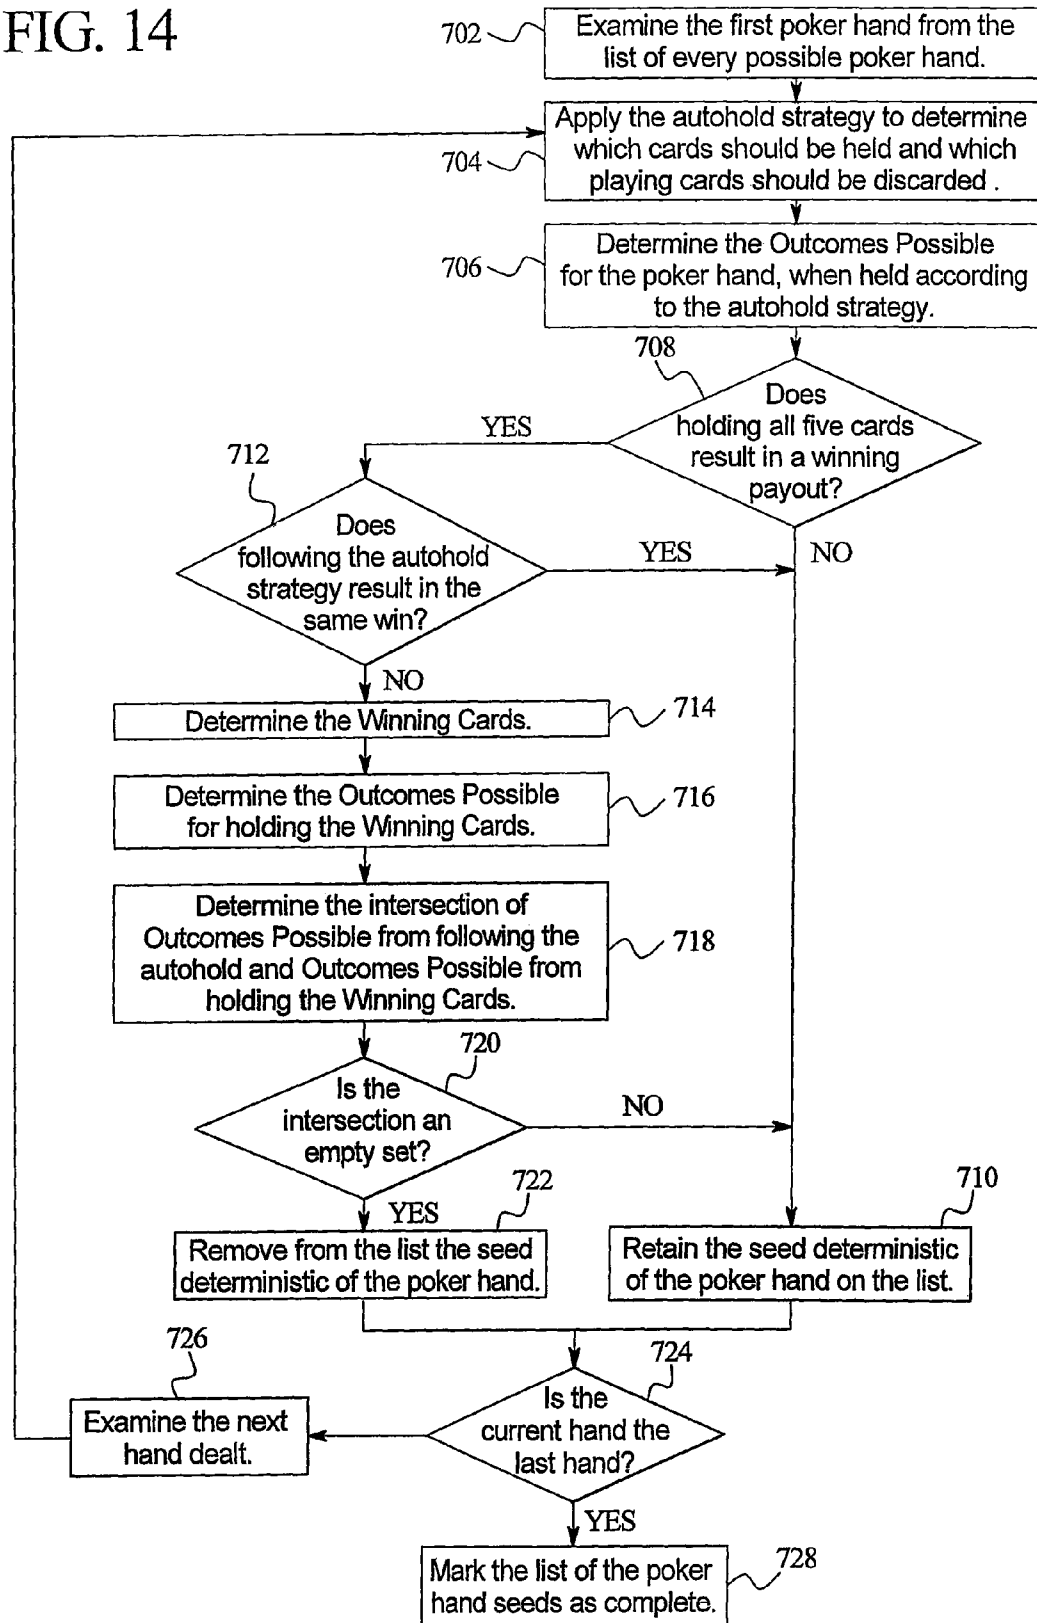 FIG. 14
702
Examine the first poker hand from the
list of every possible poker hand.
704
Apply the autohold strategy to determine
which cards should be held and which
playing cards should be discarded .
706
Determine the Outcomes Possible
for the poker hand, when held according
to the autohold strategy.
708
Does
holding all five cards
result in a winning
payout?
YES
NO
712
Does
following the autohold
strategy result in the
same win?
YES
NO
Determine the Winning Cards.
714
Determine the Outcomes Possible
for holding the Winning Cards.
716
Determine the intersection of
Outcomes Possible from following the
autohold and Outcomes Possible from
holding the Winning Cards.
718
720
Is the
intersection an
empty set?
NO
YES
722
Remove from the list the seed
deterministic of the poker hand.
710
Retain the seed deterministic
of the poker hand on the list.
724
Is the
current hand the
last hand?
726
Examine the next
hand dealt.
YES
Mark the list of the poker
hand seeds as complete.
728